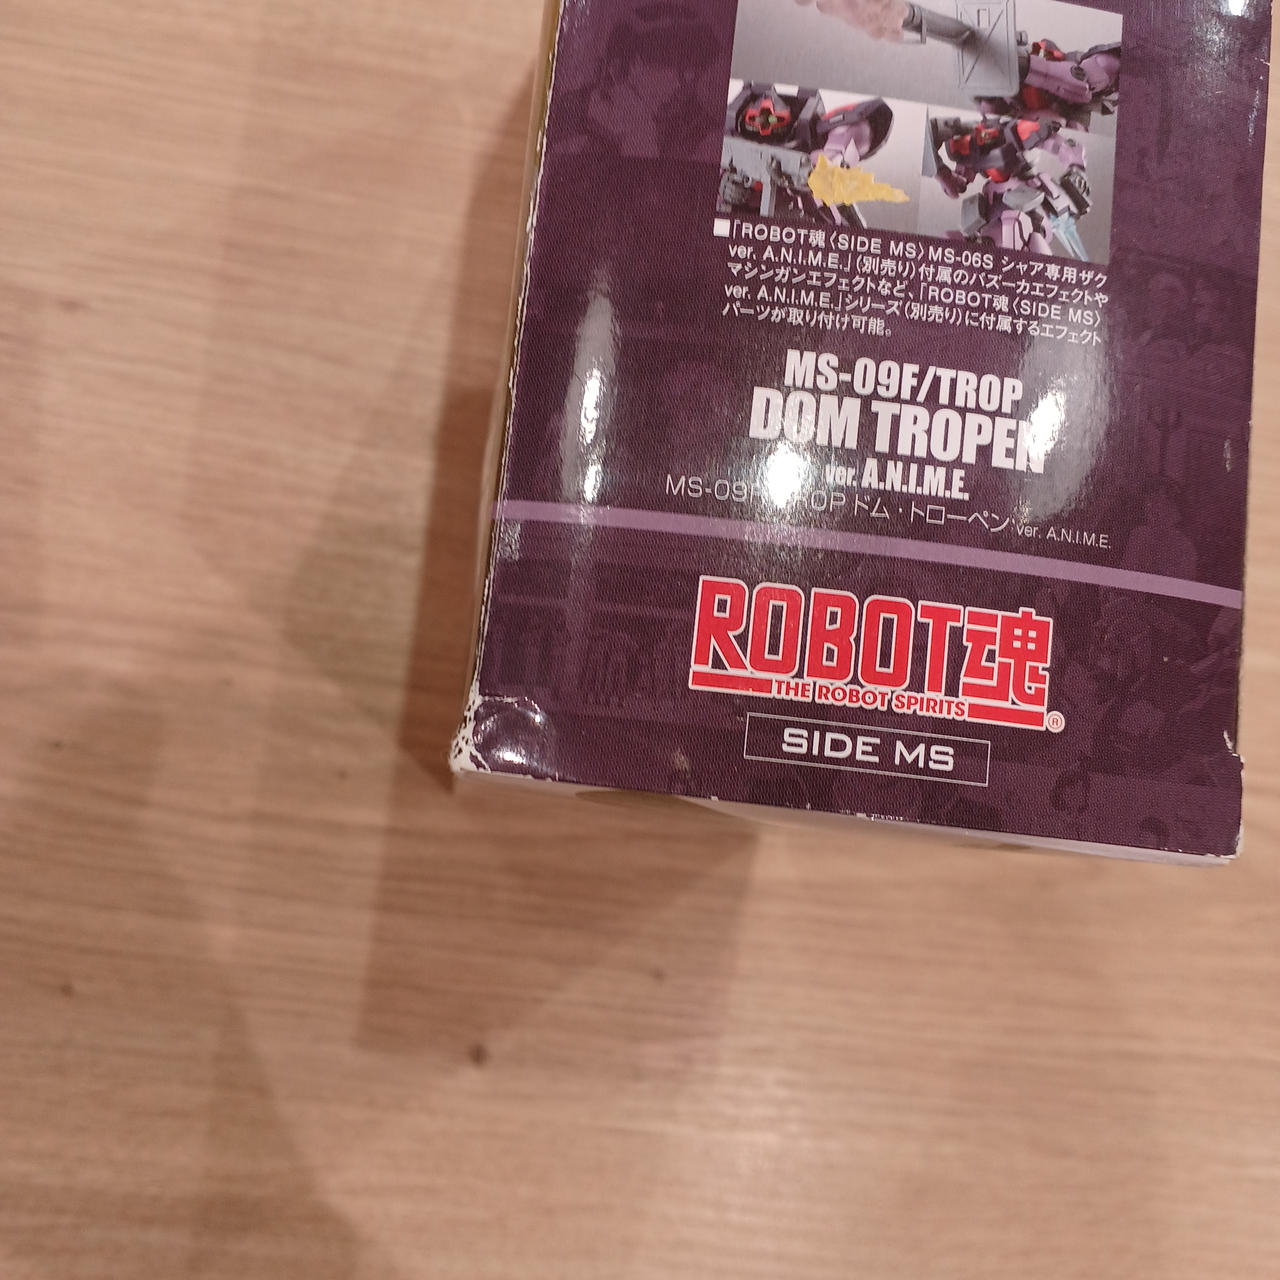 ■「ROBOT魂〈SIDE MS〉MS-06S シャア専用ザク
ver. A.N.I.M.E.」(別売り)付属のバズーカエフェクトや
マシンガンエフェクトなど、「ROBOT魂〈SIDE MS〉
ver. A.N.I.M.E.」シリーズ(別売り)に付属するエフェクト
パーツが取り付け可能。
MS-09F/TROP
DOM TROPEN
ver. A.N.I.M.E.
MS-09F/TROP ドム・トローペン ver. A.N.I.M.E.
ROBOT魂
THE ROBOT SPIRITS
®
SIDE MS